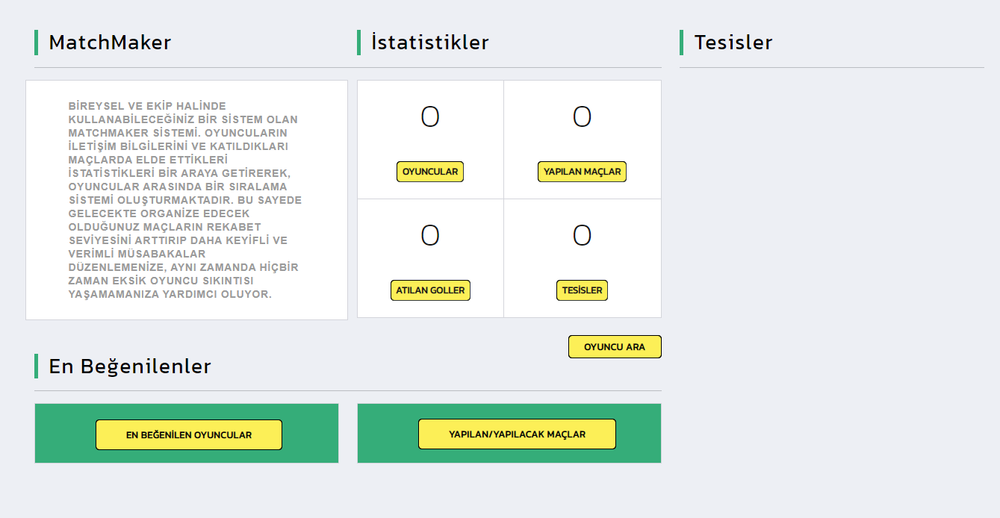 MatchMaker
BİREYSEL VE EKİP HALİNDE
KULLANABİLECEĞİNİZ BİR SİSTEM OLAN
MATCHMAKER SİSTEMİ. OYUNCULARIN
İLETİŞİM BİLGİLERİNİ VE KATILDIKLARI
MAÇLARDA ELDE ETTİKLERİ
İSTATİSTİKLERİ BİR ARAYA GETİREREK,
OYUNCULAR ARASINDA BİR SIRALAMA
SİSTEMİ OLUŞTURMAKTADIR. BU SAYEDE
GELECEKTE ORGANİZE EDECEK
OLDUĞUNUZ MAÇLARIN REKABET
SEVİYESİNİ ARTTIRIP DAHA KEYİFLİ VE
VERİMLİ MÜSABAKALAR
DÜZENLEMENİZE, AYNI ZAMANDA HİÇBİR
ZAMAN EKSİK OYUNCU SIKINTISI
YAŞAMAMANIZA YARDIMCI OLUYOR.
İstatistikler
0
OYUNCULAR
0
YAPILAN MAÇLAR
0
ATILAN GOLLER
0
TESİSLER
OYUNCU ARA
Tesisler
En Beğenilenler
EN BEĞENİLEN OYUNCULAR
YAPILAN/YAPILACAK MAÇLAR